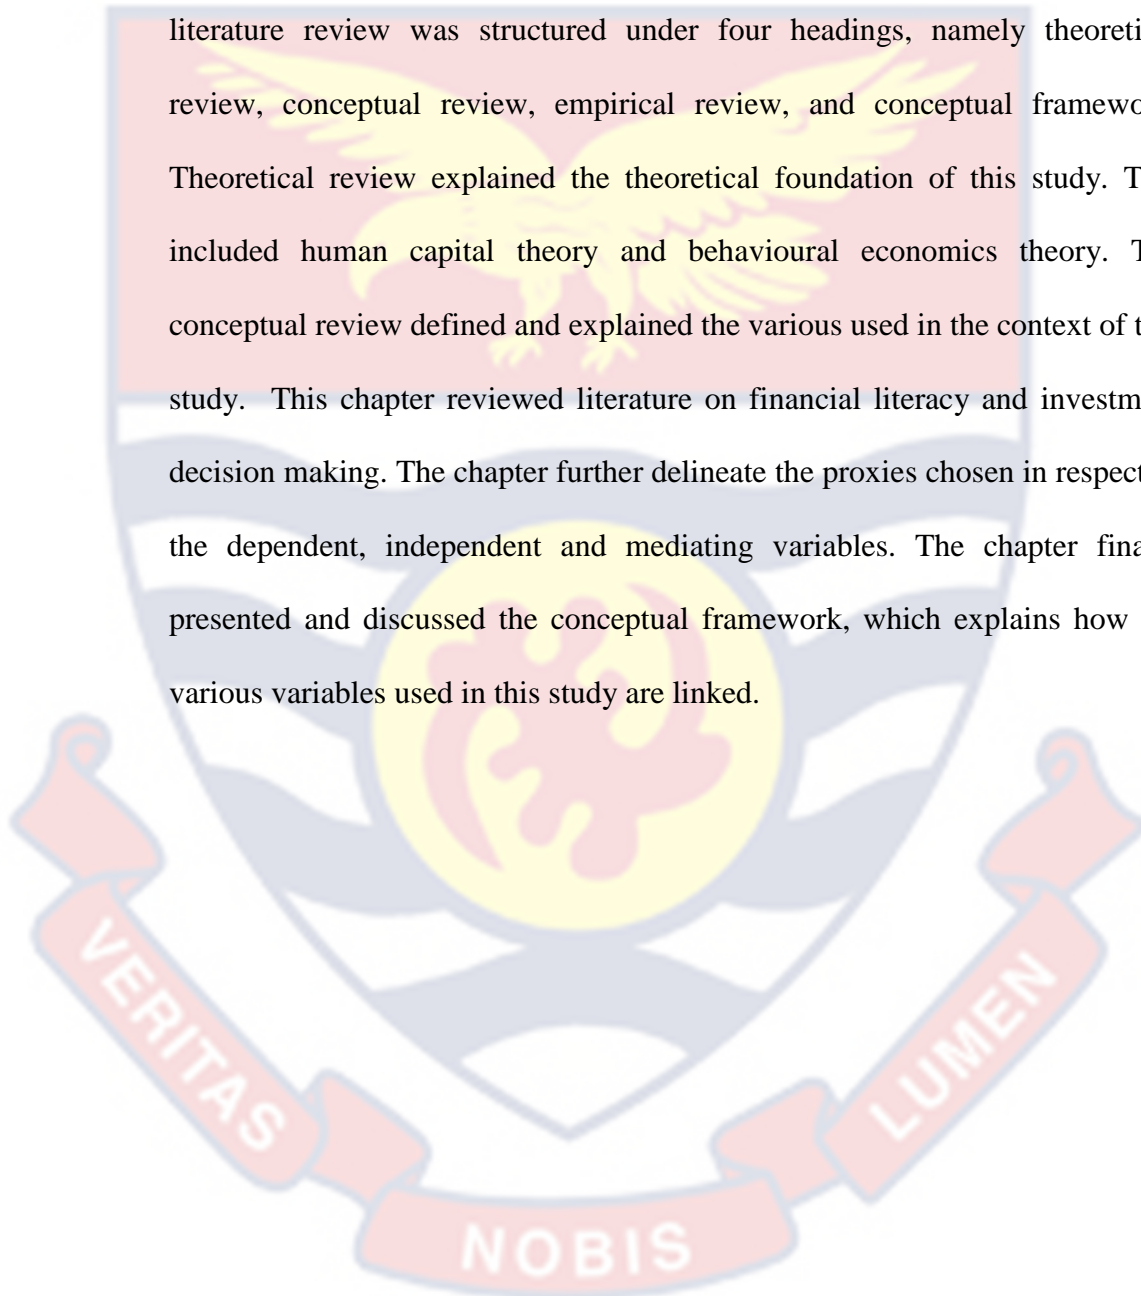 literature review was structured under four headings, namely theoreti
review, conceptual review, empirical review, and conceptual framewo
Theoretical review explained the theoretical foundation of this study. T
included human capital theory and behavioural economics theory. T
conceptual review defined and explained the various used in the context of t
study. This chapter reviewed literature on financial literacy and investm
decision making. The chapter further delineate the proxies chosen in respect
the dependent, independent and mediating variables. The chapter fina
presented and discussed the conceptual framework, which explains how
various variables used in this study are linked.
VERITAS
NOBIS
LUMEN